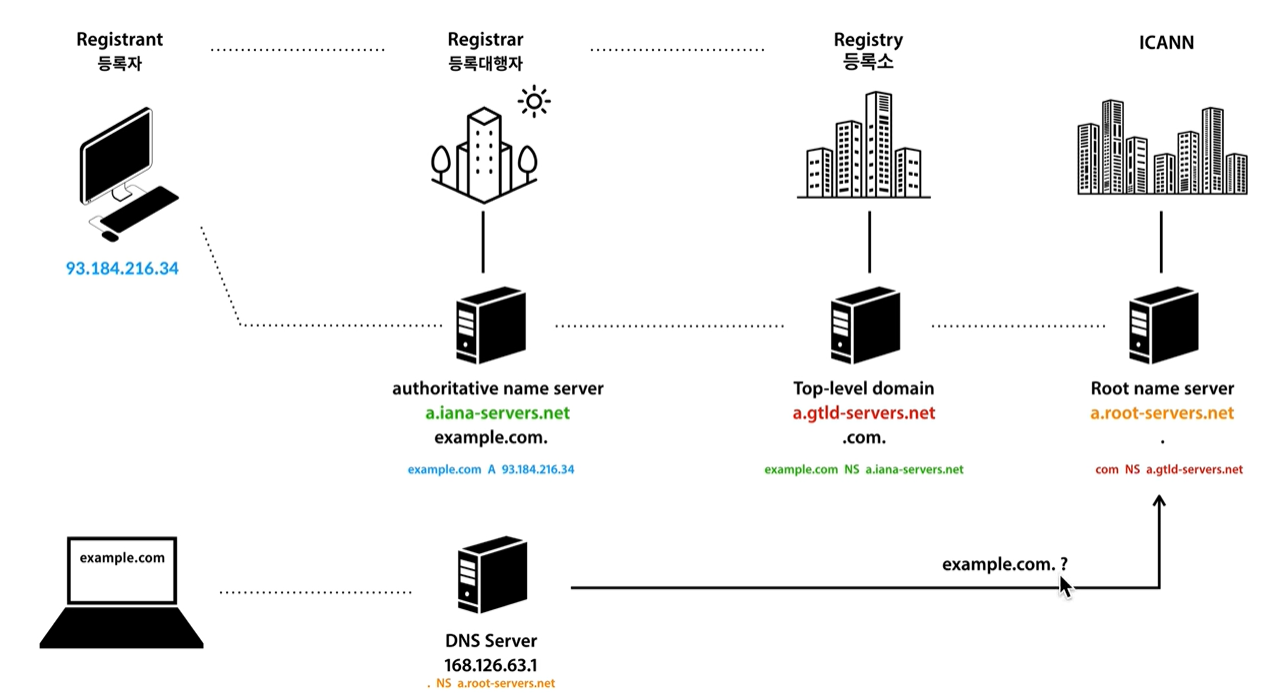 Registrant
등록자
Registrar
등록대행자
Registry
등록소
ICANN
93.184.216.34
authoritative name server
a.iana-servers.net
example.com.
example.com A 93.184.216.34
Top-level domain
a.gtld-servers.net
.com.
example.com NS a.iana-servers.net
Root name server
a.root-servers.net
.
com NS a.gtld-servers.net
example.com
example.com. ?
DNS Server
168.126.63.1
. NS a.root-servers.net